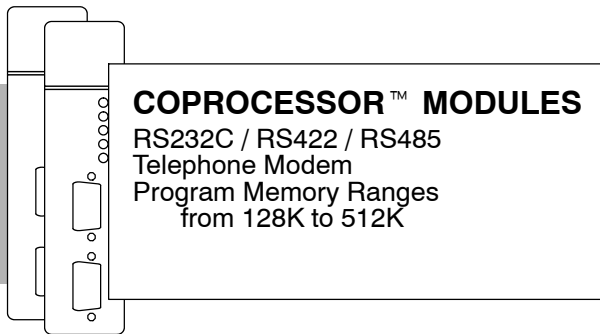 COPROCESSOR™ MODULES
RS232C / RS422 / RS485
Telephone Modem
Program Memory Ranges
from 128K to 512K